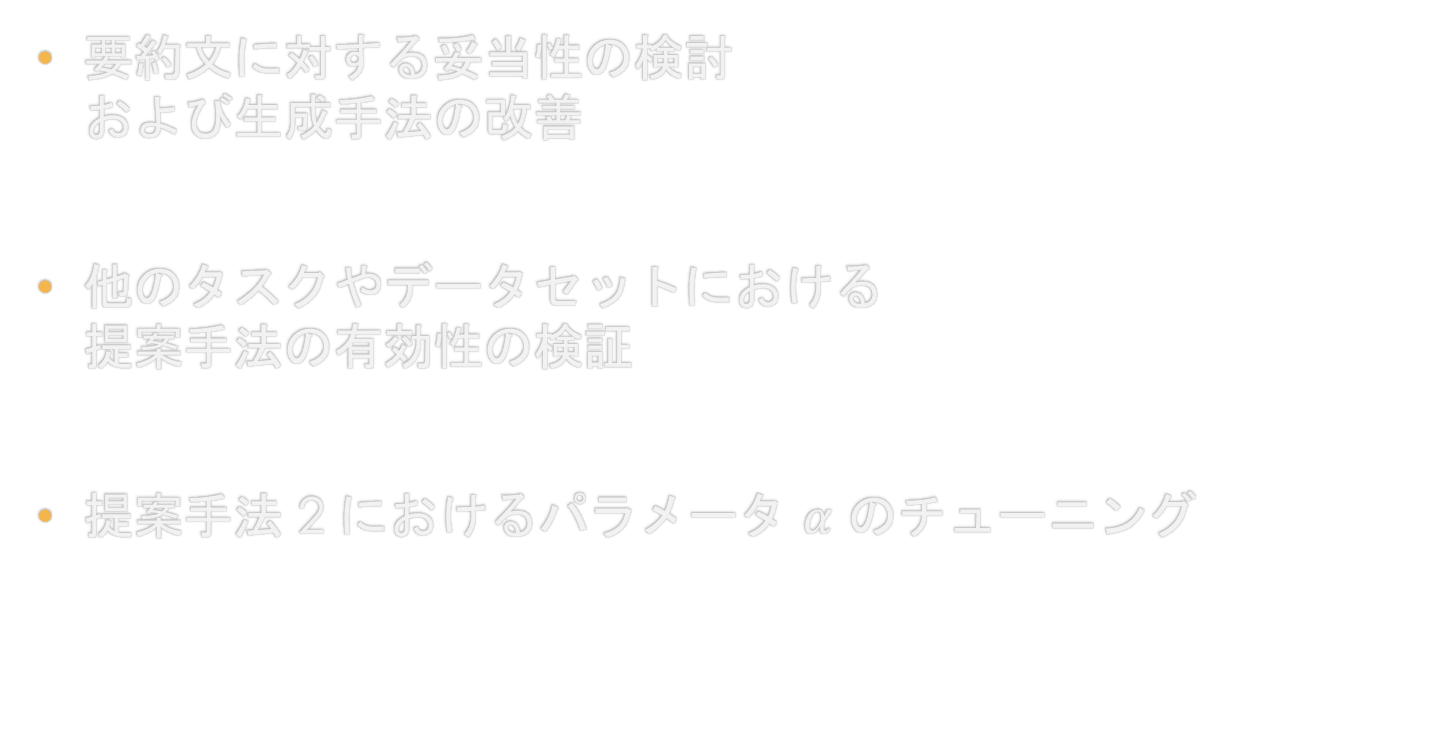 • 要約文に対する妥当性の検討
および生成手法の改善
• 他のタスクやデータセットにおける
提案手法の有効性の検証
• 提案手法2におけるパラメータ α のチューニング